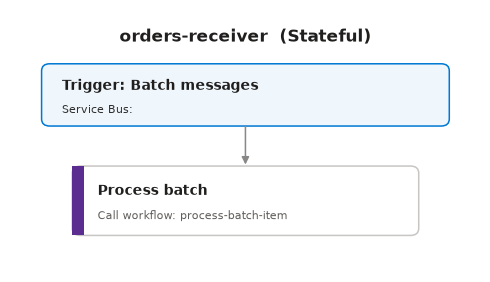 orders-receiver (Stateful)
Trigger: Batch messages
Service Bus:
Process batch
Call workflow: process-batch-item